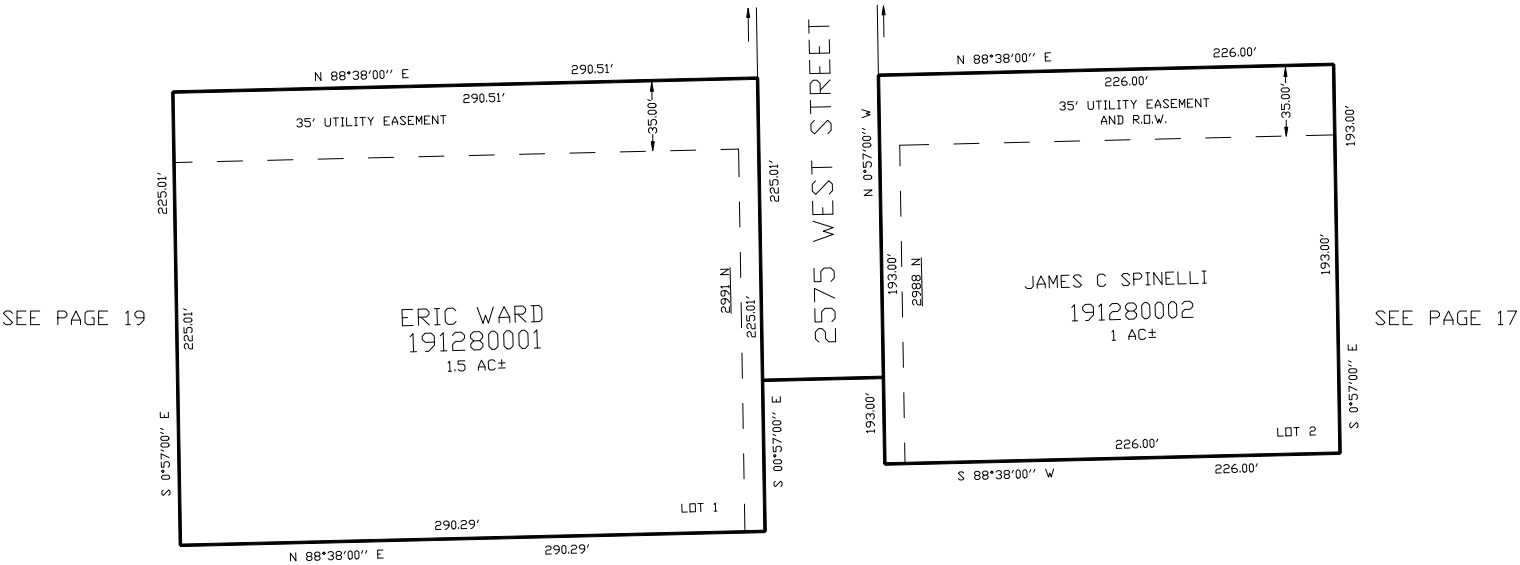 N 88°38'00'' E
290.51'
290.51'
35' UTILITY EASEMENT
35.00'
225.01'
225.01'
S 0°57'00'' E
SEE PAGE 19
ERIC WARD
191280001
1.5 AC±
2991 N
225.01'
225.01'
S 00°57'00'' E
LOT 1
290.29'
N 88°38'00'' E
290.29'
2575 WEST STREET
N 88°38'00'' E
226.00'
226.00'
35' UTILITY EASEMENT
AND R.O.W.
35.00'
193.00'
N 0°57'00'' W
193.00'
2988 N
JAMES C SPINELLI
191280002
1 AC±
193.00'
SEE PAGE 17
S 0°57'00'' E
193.00'
LOT 2
226.00'
S 88°38'00'' W
226.00'